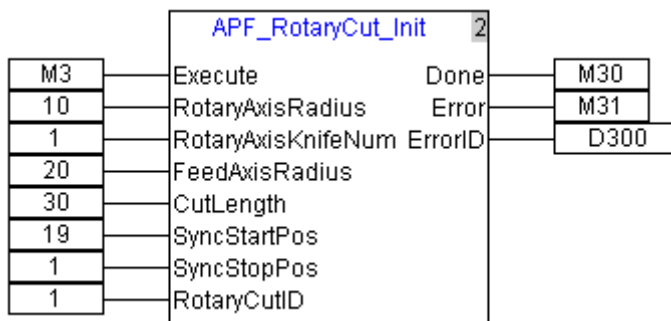 APF_RotaryCut_Init 2
M3 Execute Done M30
10 RotaryAxisRadius Error M31
1 RotaryAxisKnifeNum ErrorID D300
20 FeedAxisRadius
30 CutLength
19 SyncStartPos
1 SyncStopPos
1 RotaryCutID